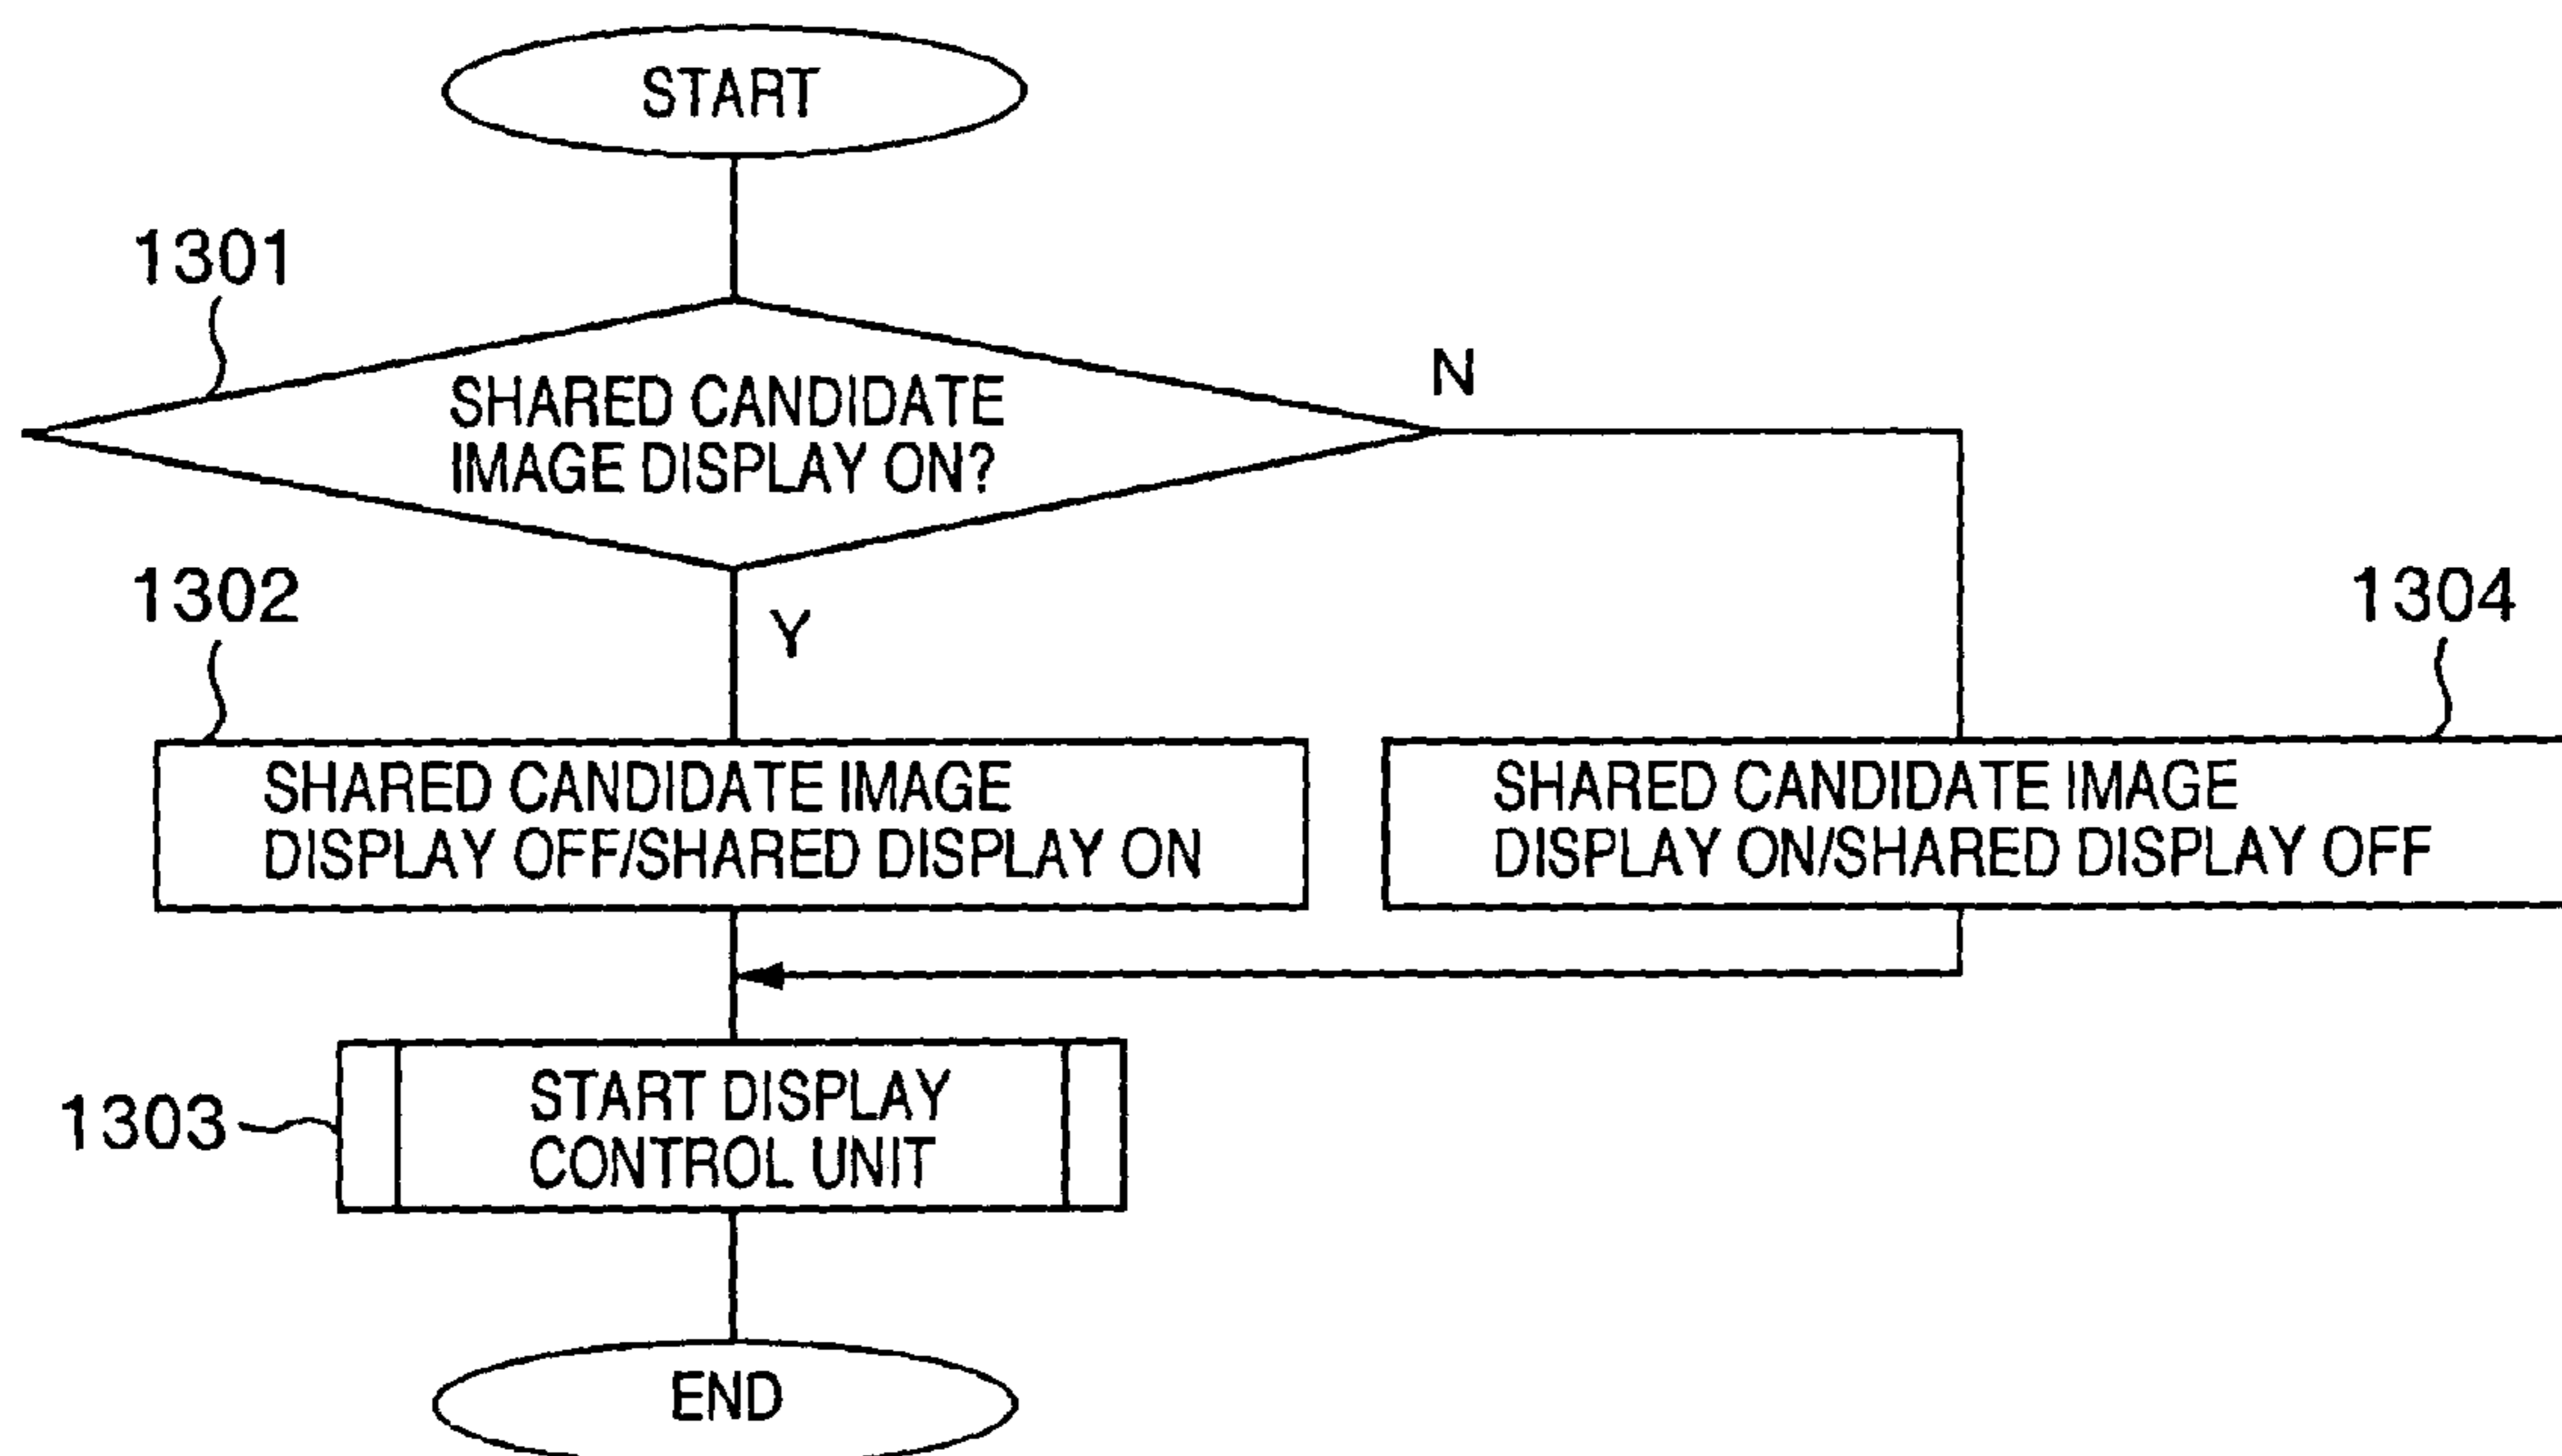 START
1301
SHARED CANDIDATE
IMAGE DISPLAY ON?
N
Y
1302
SHARED CANDIDATE IMAGE
DISPLAY OFF/SHARED DISPLAY ON
1304
SHARED CANDIDATE IMAGE
DISPLAY ON/SHARED DISPLAY OFF
1303
START DISPLAY
CONTROL UNIT
END